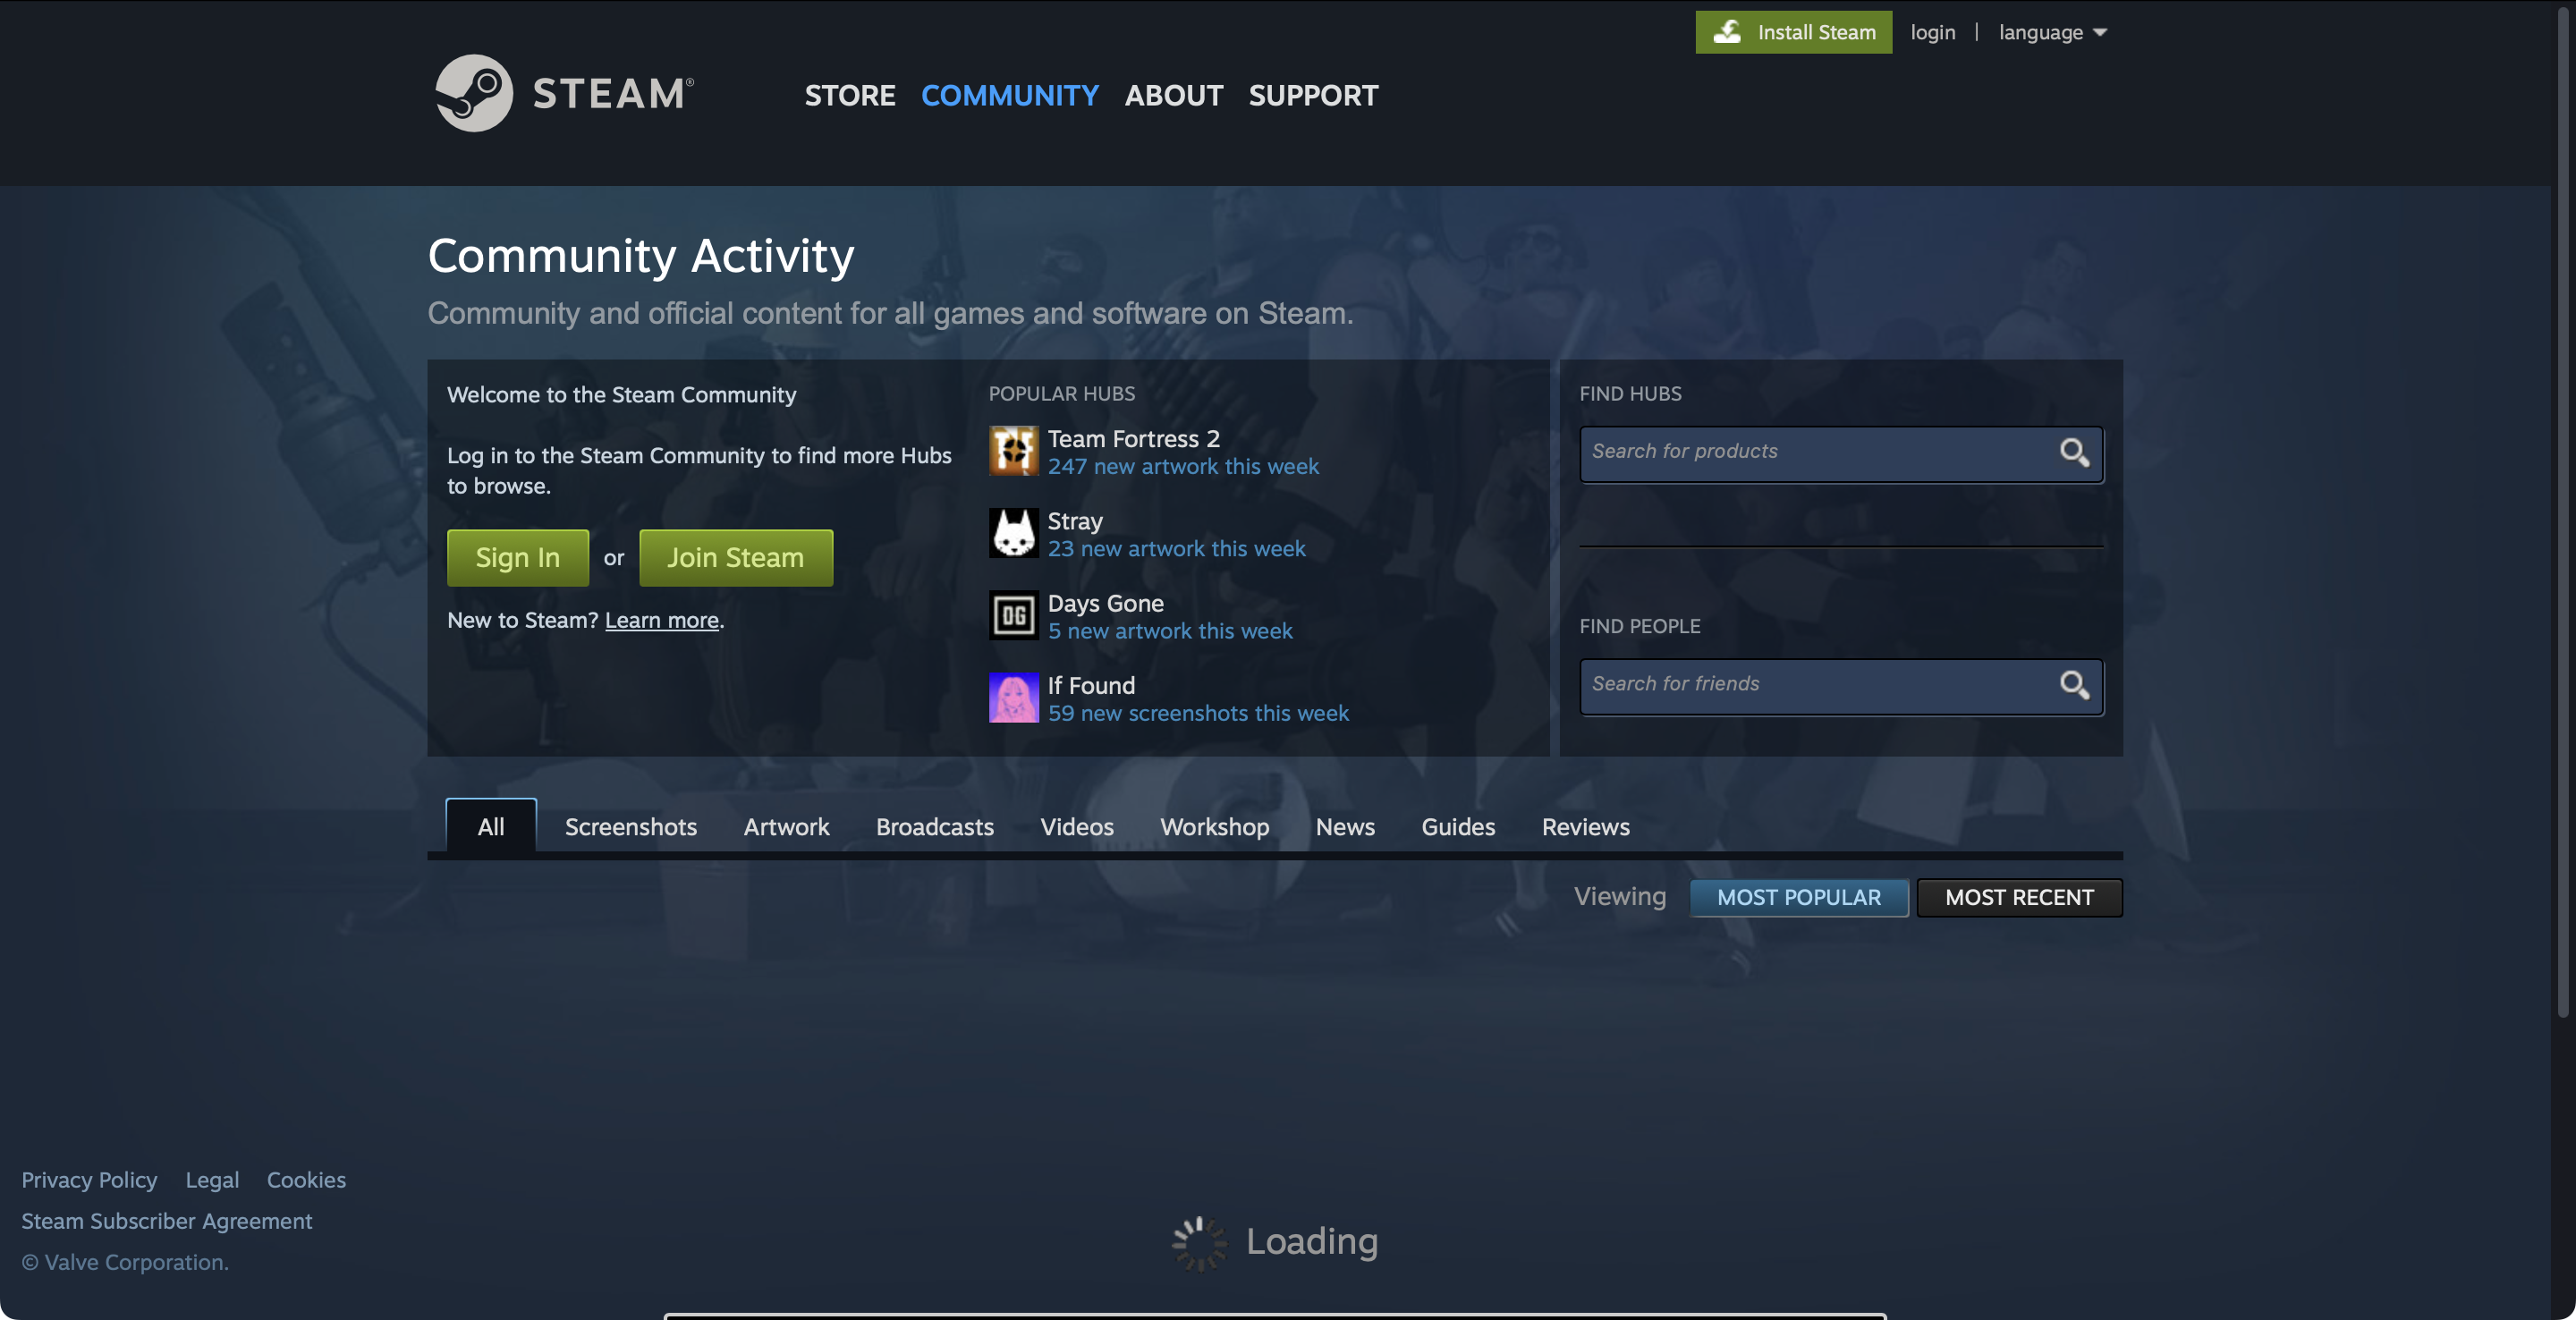 Install Steam login | language
STEAM®
STORE COMMUNITY ABOUT SUPPORT
Community Activity
Community and official content for all games and software on Steam.
Welcome to the Steam Community
Log in to the Steam Community to find more Hubs
to browse.
Sign In or Join Steam
New to Steam? Learn more.
POPULAR HUBS
Team Fortress 2
247 new artwork this week
Stray
23 new artwork this week
DG
Days Gone
5 new artwork this week
If Found
59 new screenshots this week
FIND HUBS
Search for products
FIND PEOPLE
Search for friends
All Screenshots Artwork Broadcasts Videos Workshop News Guides Reviews
Viewing MOST POPULAR MOST RECENT
Privacy Policy Legal Cookies
Steam Subscriber Agreement
© Valve Corporation.
Loading